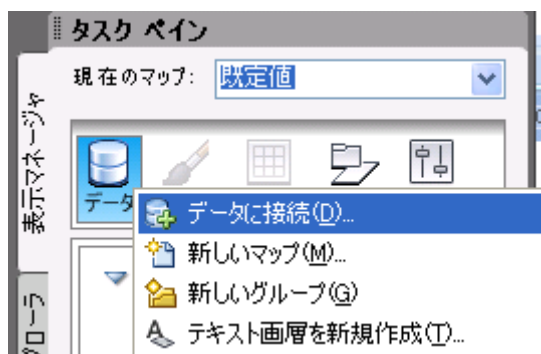 タスク ペイン
現在のマップ: 既定値
表示マネージャ
データ
データに接続(D)...
新しいマップ(M)...
新しいグループ(G)
テキスト画層を新規作成(T)...